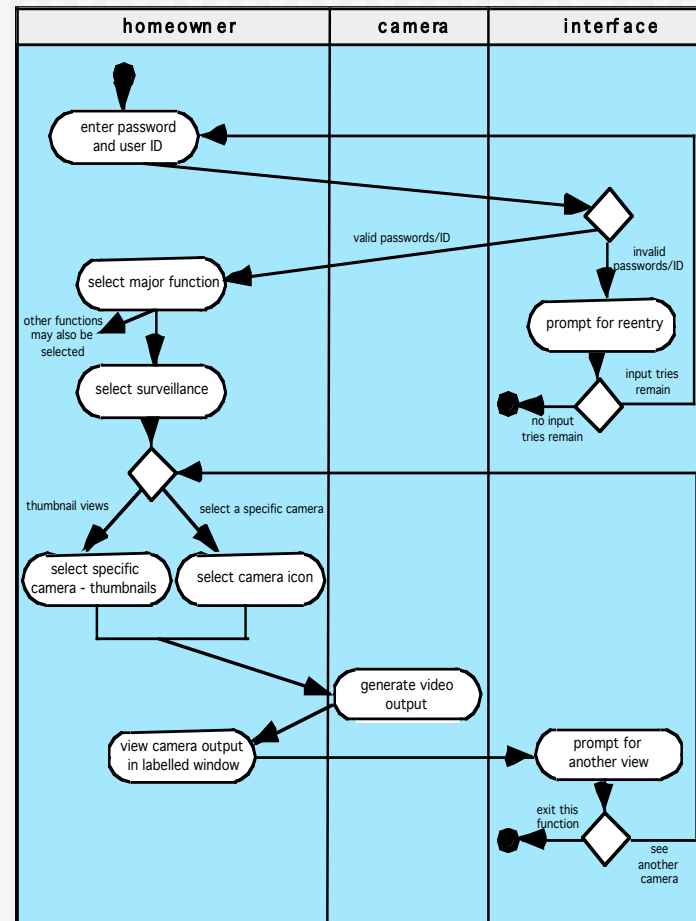 homeowner
camera
interface
enter password
and user ID
valid passwords/ID
invalid
passwords/ID
select major function
prompt for reentry
other functions
may also be
selected
select surveillance
input tries
remain
no input
tries remain
thumbnail views
select a specific camera
select specific
camera - thumbnails
select camera icon
generate video
output
view camera output
in labelled window
prompt for
another view
exit this
function
see
another
camera